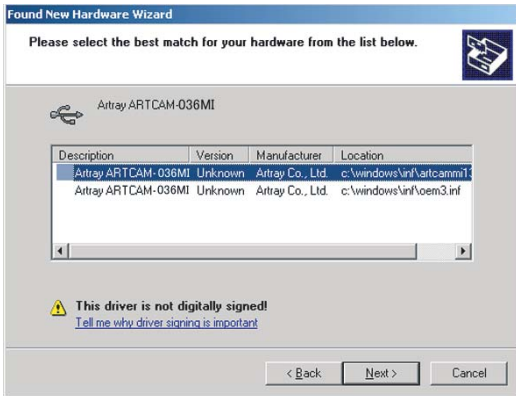 Found New Hardware Wizard
Please select the best match for your hardware from the list below.
Artray ARTCAM-036MI
Description Version Manufacturer Location
Artray ARTCAM-036MI Unknown Artray Co., Ltd. c:\windows\inf\artcammi13
Artray ARTCAM-036MI Unknown Artray Co., Ltd. c:\windows\inf\oem3.inf
This driver is not digitally signed!
Tell me why driver signing is important
< Back Next > Cancel